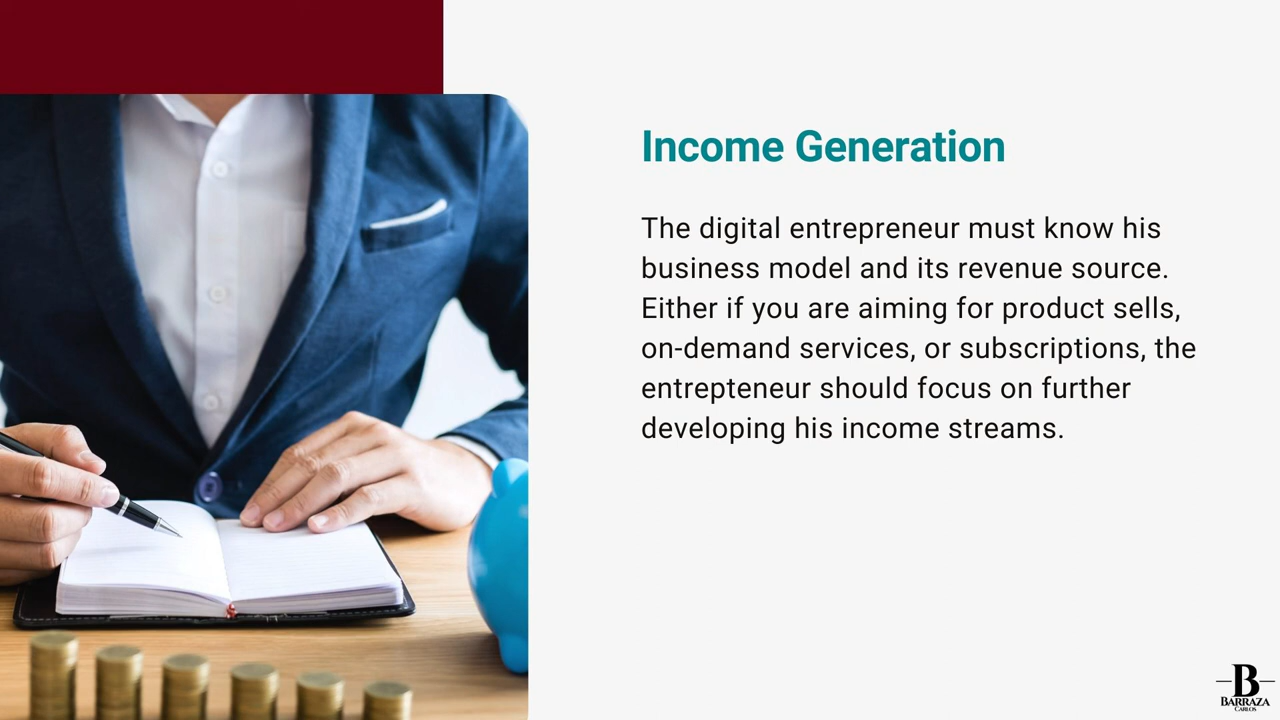 Income Generation
The digital entrepreneur must know his
business model and its revenue source.
Either if you are aiming for product sells,
on-demand services, or subscriptions, the
entrepteneur should focus on further
developing his income streams.
B
BARRAZA
CARLOS